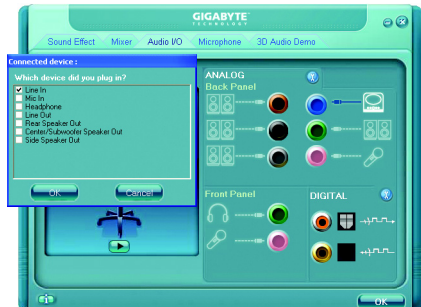 GIGABYTE
TECHNOLOGY
Sound Effect
Mixer
Audio I/O
Microphone
3D Audio Demo
Connected device :
Which device did you plug in?
Line In
Mic In
Headphone
Line Out
Rear Speaker Out
Center/Subwoofer Speaker Out
Side Speaker Out
OK
Cancel
ANALOG
Back Panel
Front Panel
DIGITAL
OK